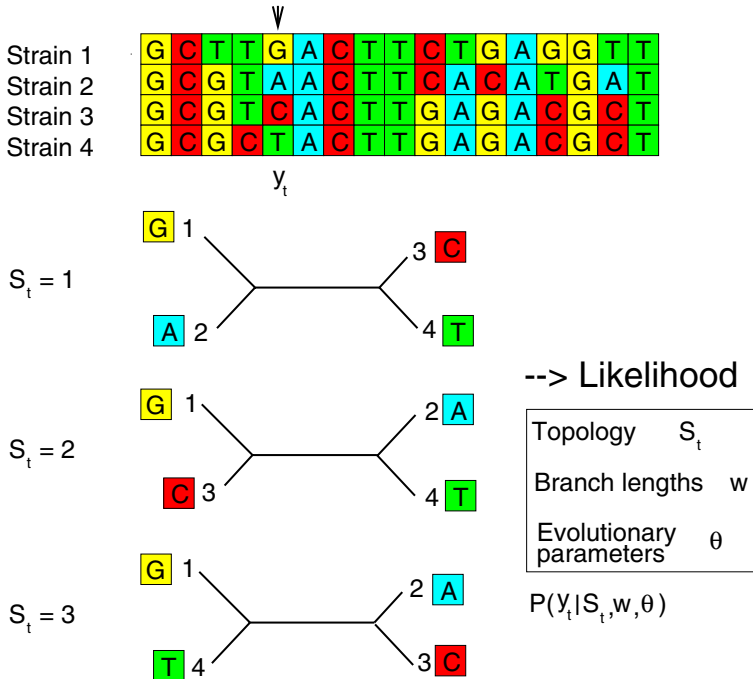 Strain 1 G C T T G A C T T C T G A G G T T
Strain 2 G C G T A A C T T C A C A T G A T
Strain 3 G C G T C A C T T G A G A C G C T
Strain 4 G C G C T A C T T G A G A C G C T
y_t
G 1 3 C
S_t = 1
A 2 4 T
--> Likelihood
G 1 2 A
Topology S_t
S_t = 2
C 3 4 T
Branch lengths w
Evolutionary
parameters θ
G 1 2 A
P(y_t|S_t,w,θ)
S_t = 3
T 4 3 C